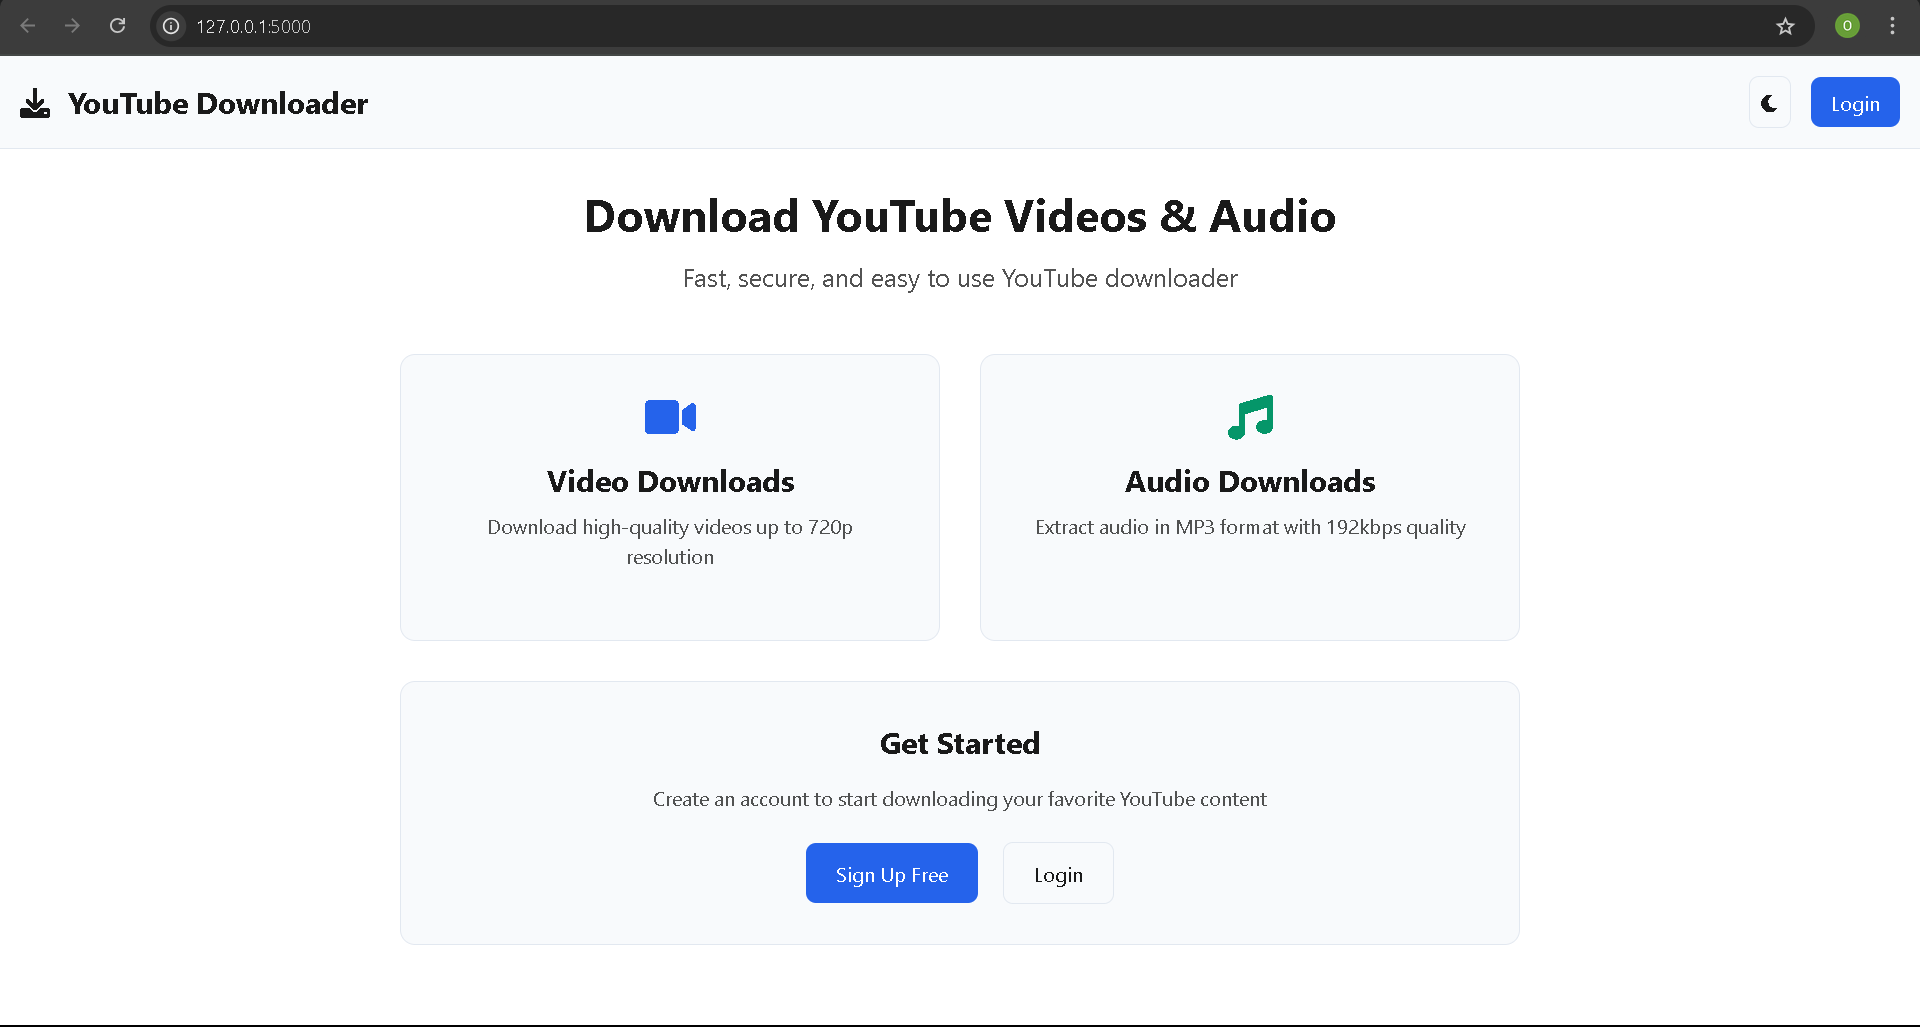 127.0.0.1:5000
O
YouTube Downloader
Login
Download YouTube Videos & Audio
Fast, secure, and easy to use YouTube downloader
Video Downloads
Download high-quality videos up to 720p
resolution
Audio Downloads
Extract audio in MP3 format with 192kbps quality
Get Started
Create an account to start downloading your favorite YouTube content
Sign Up Free
Login